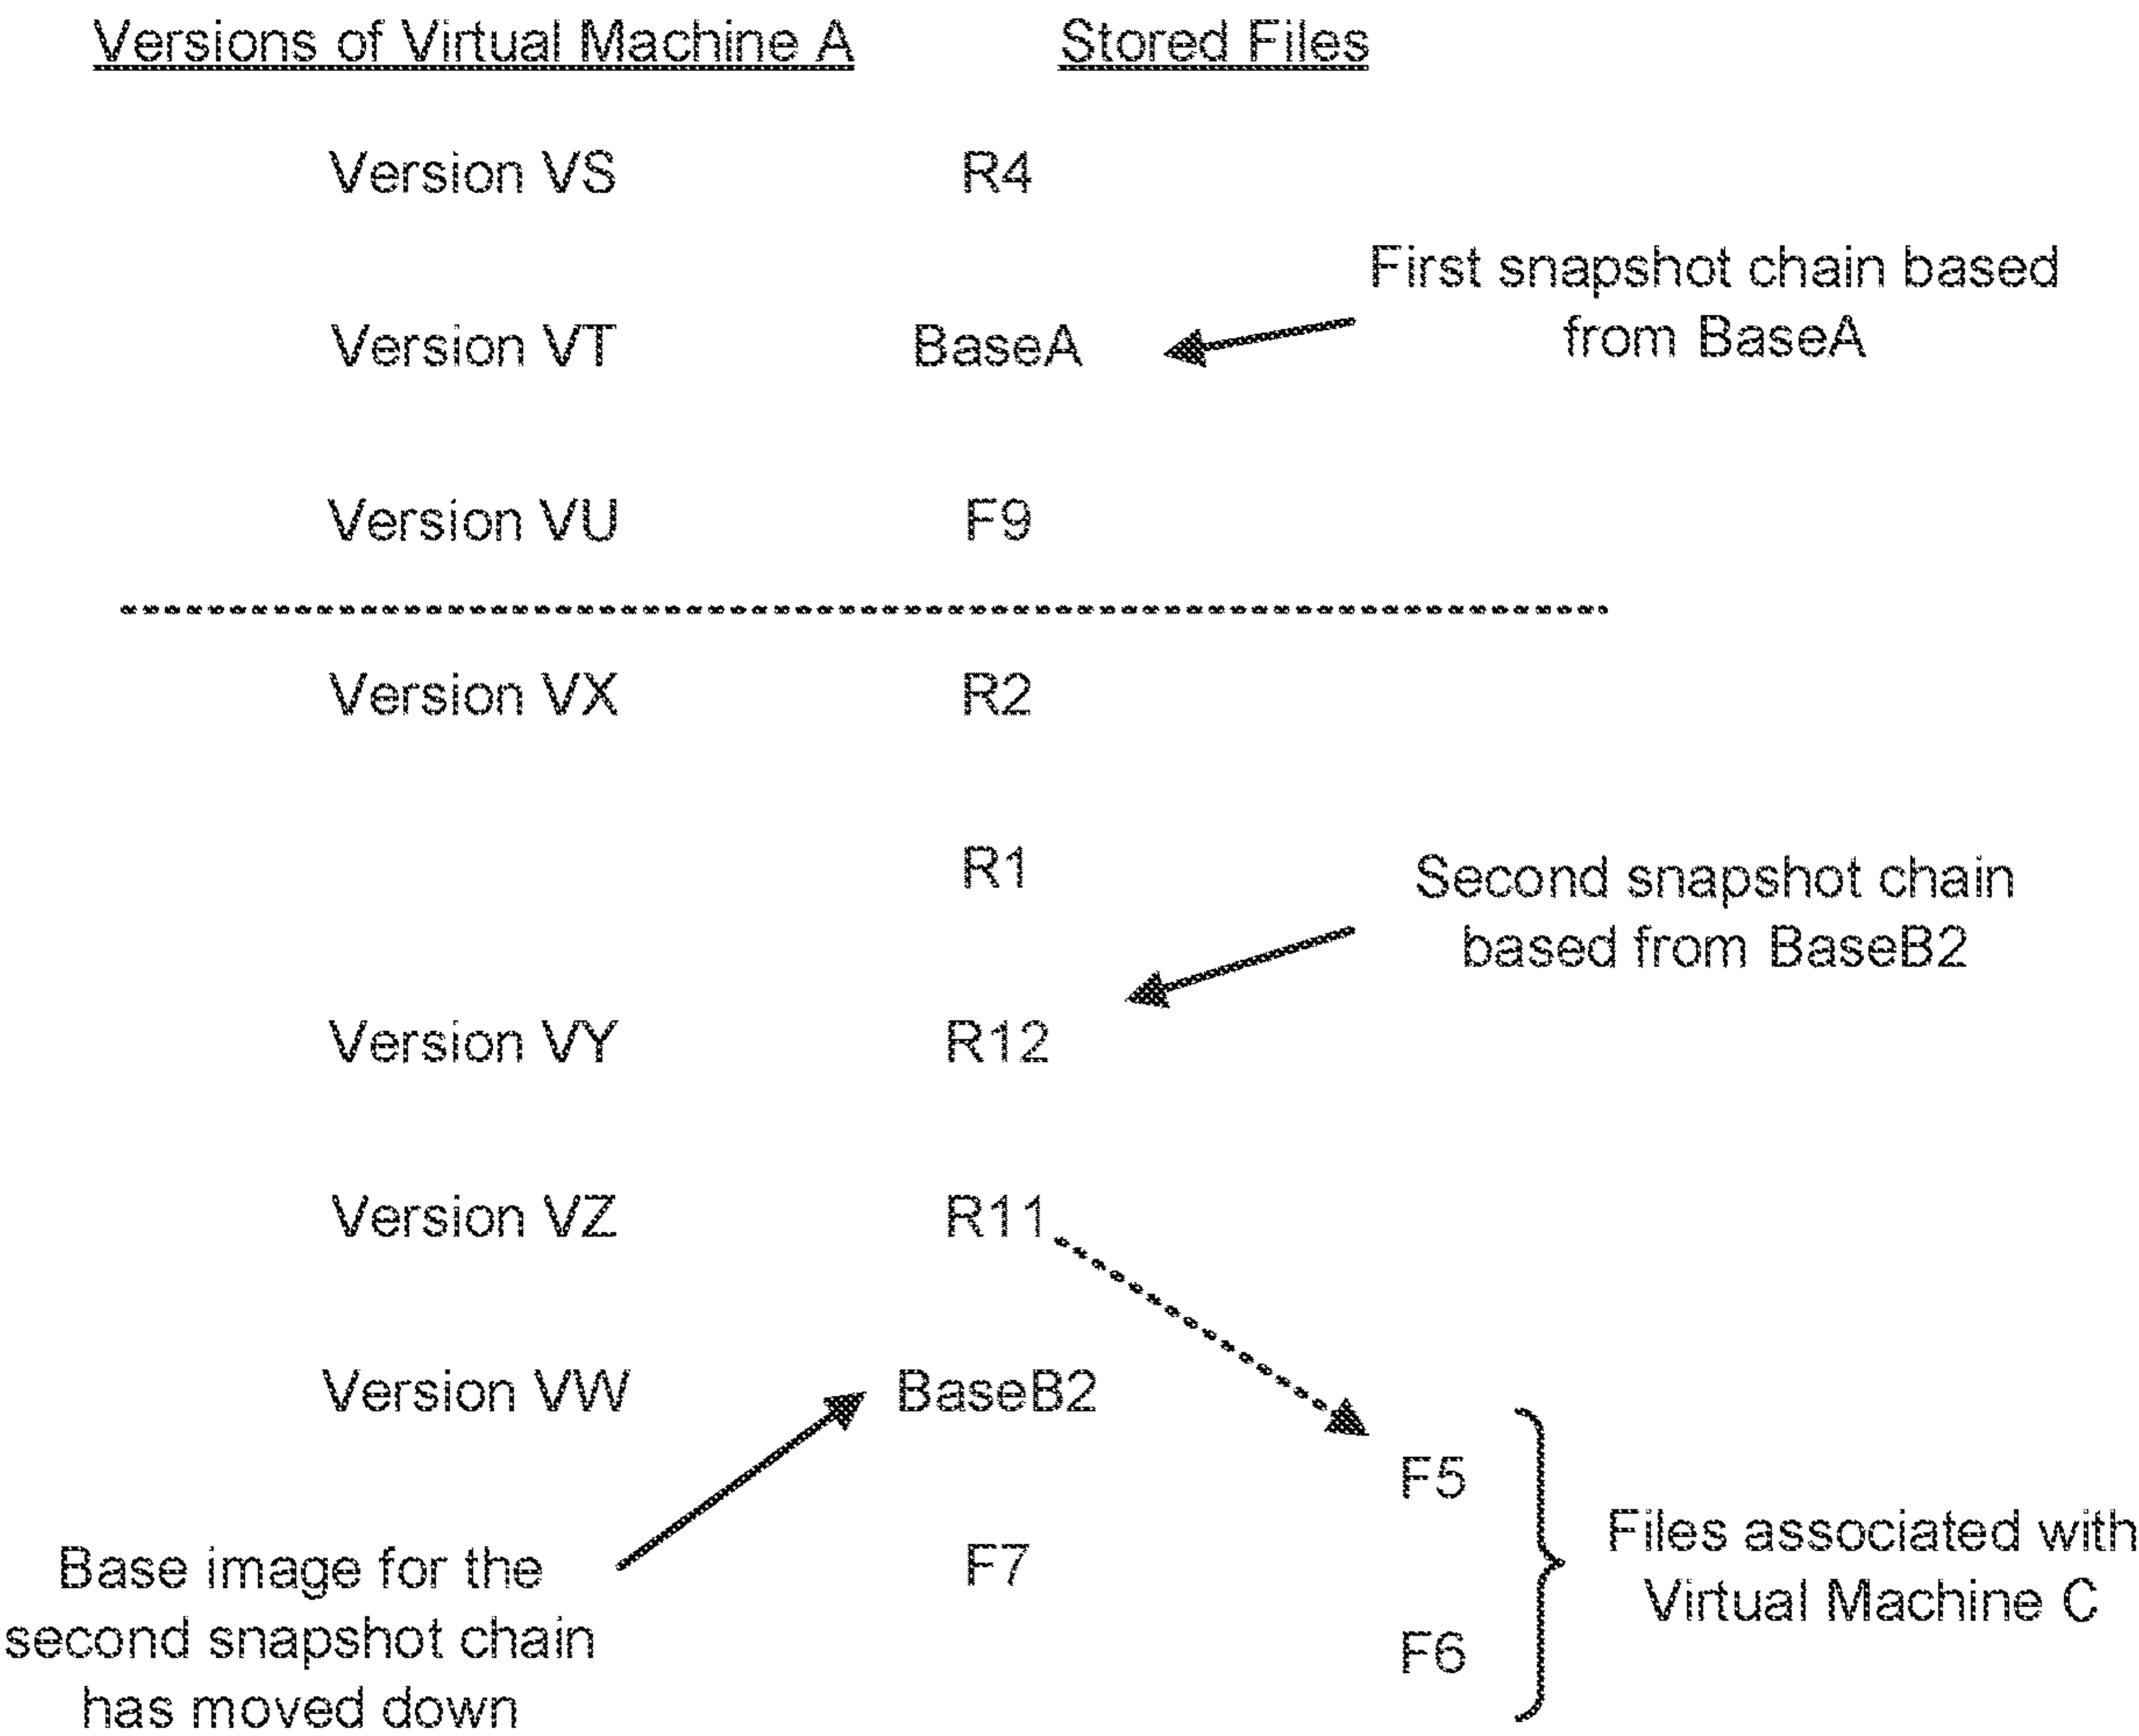 Versions of Virtual Machine A Stored Files
Version VS R4
First snapshot chain based
from BaseA
Version VT BaseA
Version VU F9
Version VX R2
R1
Second snapshot chain
based from BaseB2
Version VY R12
Version VZ R11
Version VW BaseB2
F5
Files associated with
Virtual Machine C
Base image for the
second snapshot chain
has moved down
F7
F6